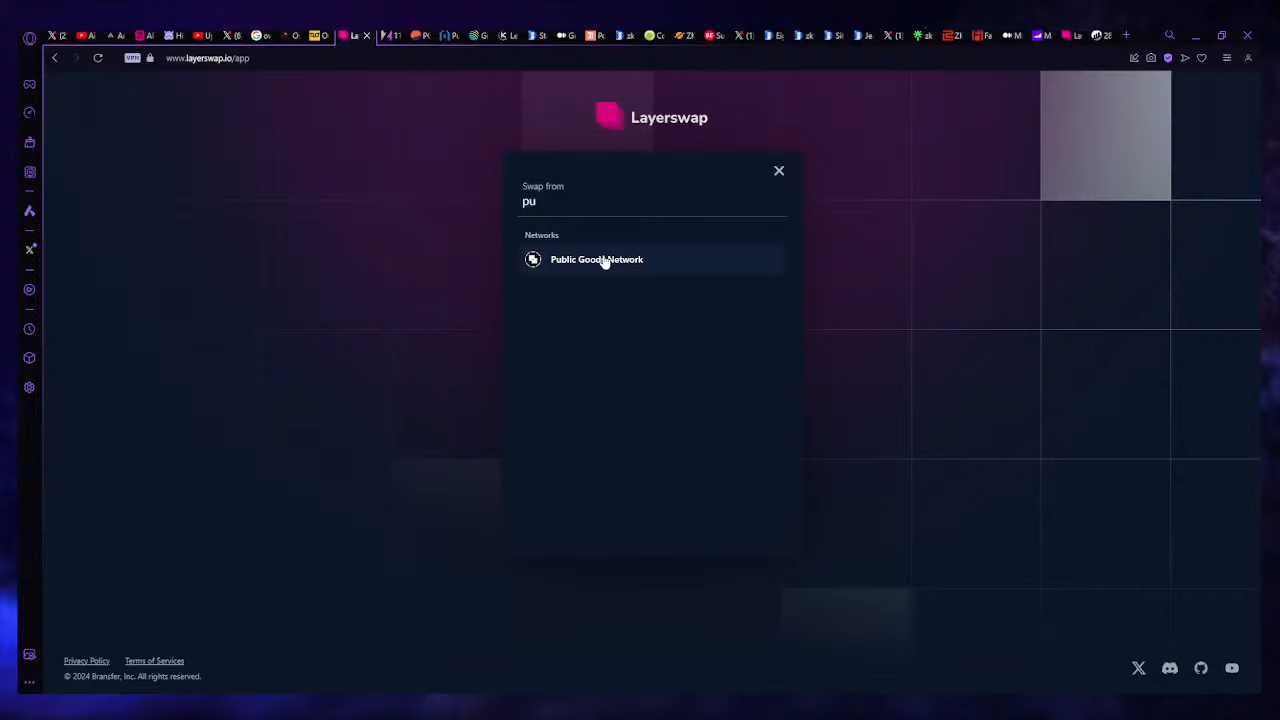 www.layerswap.io/app
VPN
Layerswap
Swap from
pu
Networks
Public Goods Network
Privacy Policy
Terms of Services
© 2024 Bransfer, Inc. All rights reserved.